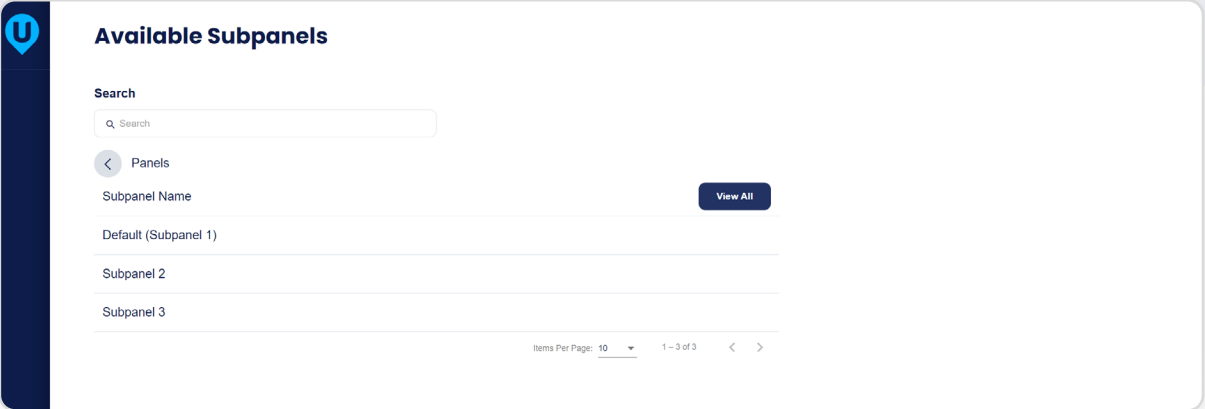 U
Available Subpanels
Search
Search
Panels
Subpanel Name
View All
Default (Subpanel 1)
Subpanel 2
Subpanel 3
Items Per Page: 10 1 – 3 of 3